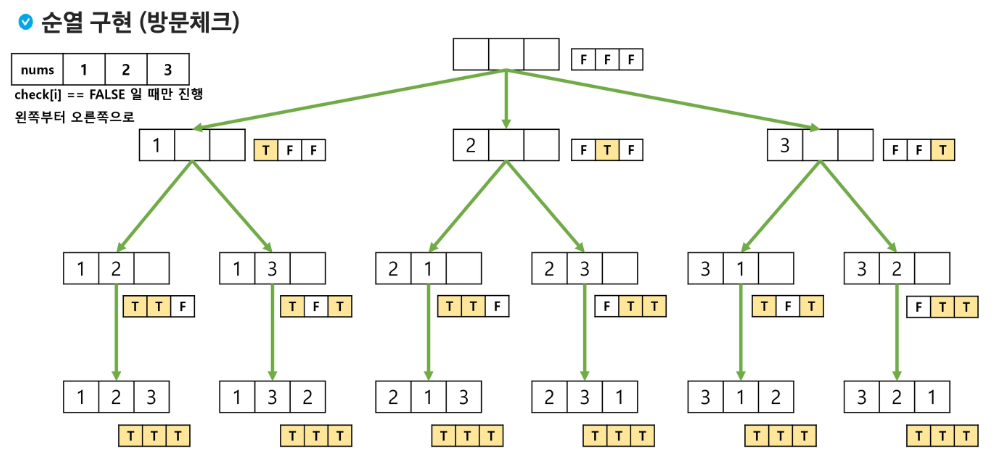 순열 구현 (방문체크)
nums 1 2 3
check[i] == FALSE 일 때만 진행
왼쪽부터 오른쪽으로
F F F
1 T F F
2 F T F
3 F F T
1 2
1 3
2 1
2 3
3 1
3 2
T T F
T F T
T T F
F T T
T F T
F T T
1 2 3
1 3 2
2 1 3
2 3 1
3 1 2
3 2 1
T T T
T T T
T T T
T T T
T T T
T T T